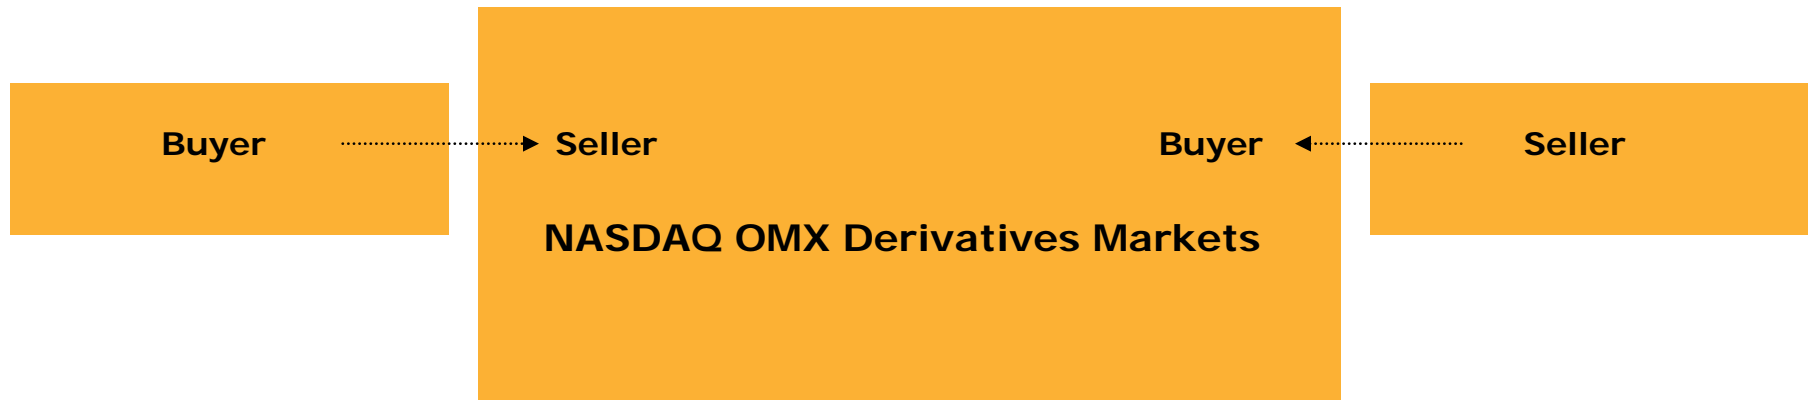 Buyer Seller Buyer Seller
NASDAQ OMX Derivatives Markets